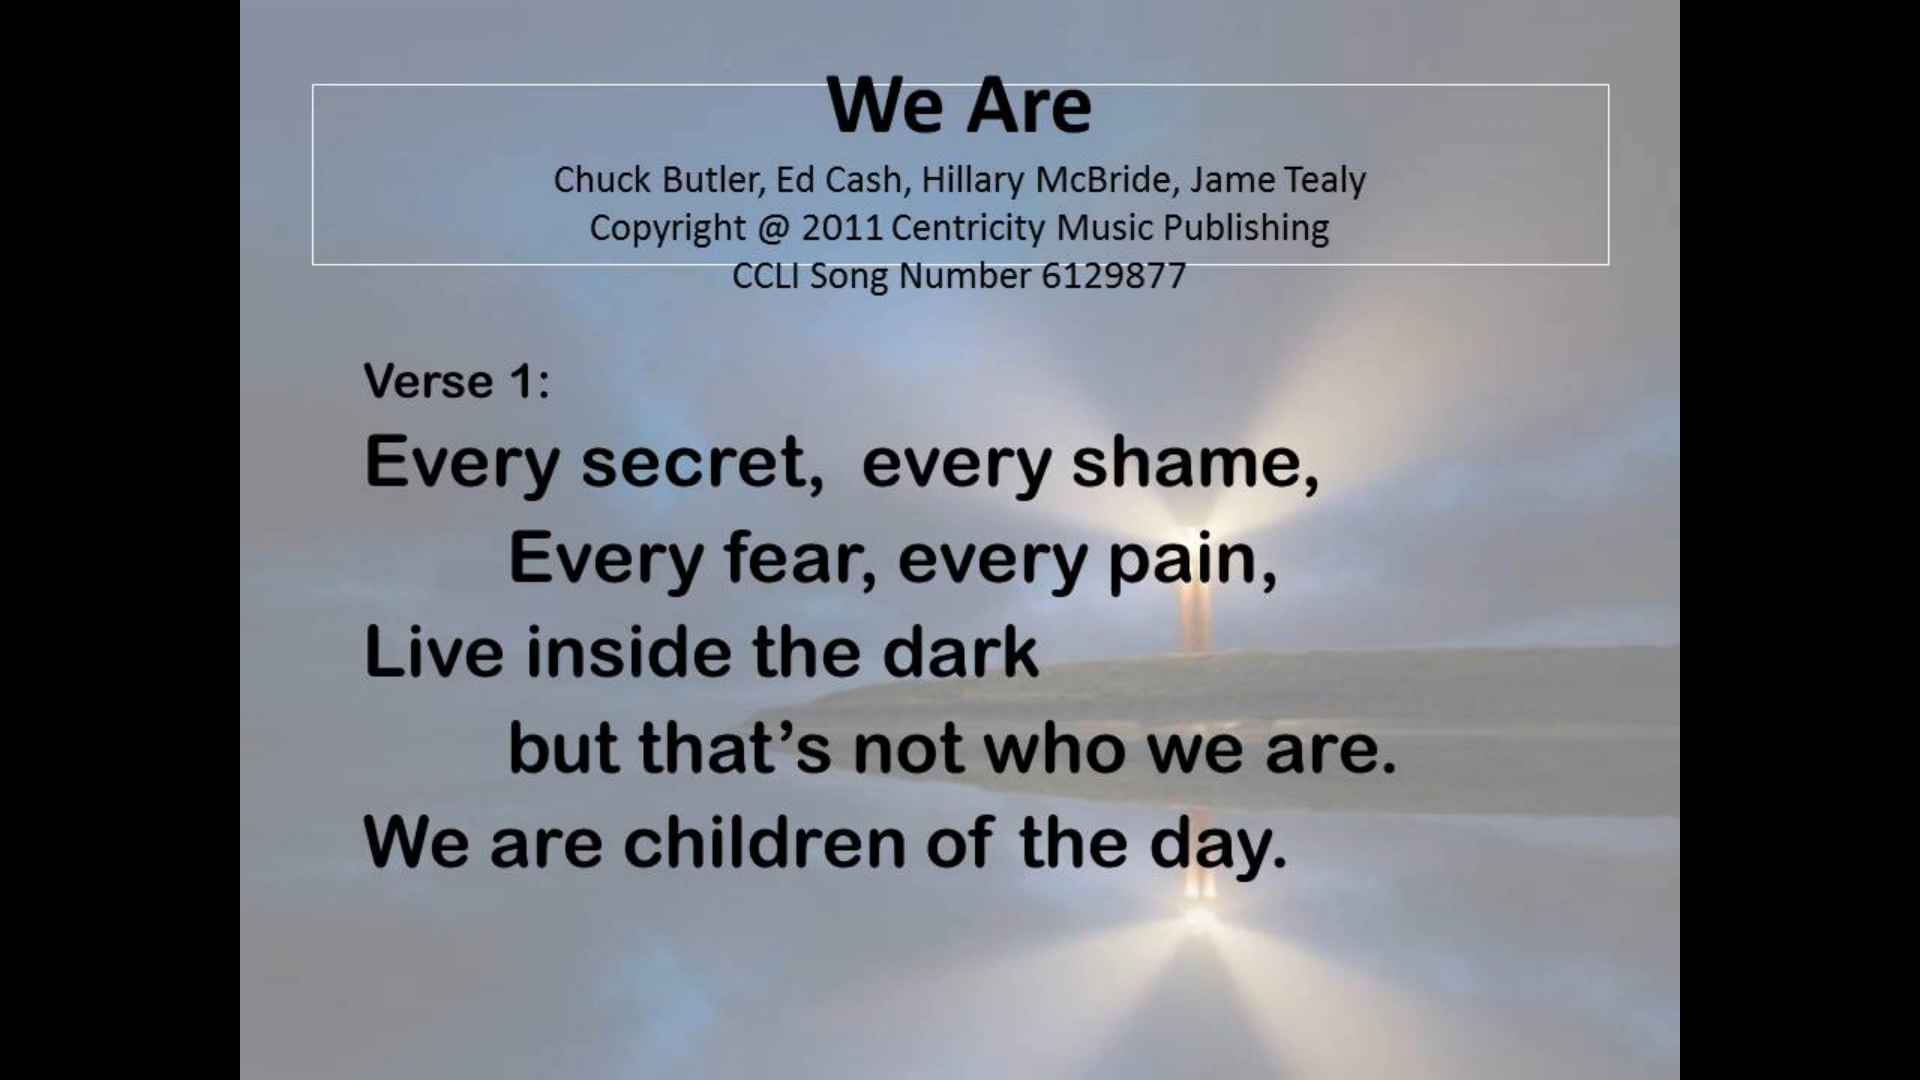 We Are
Chuck Butler, Ed Cash, Hillary McBride, Jame Tealy
Copyright @ 2011 Centricity Music Publishing
CCLI Song Number 6129877
Verse 1:
Every secret,  every shame,
Every fear, every pain,
Live inside the dark
but that’s not who we are.
We are children of the day.